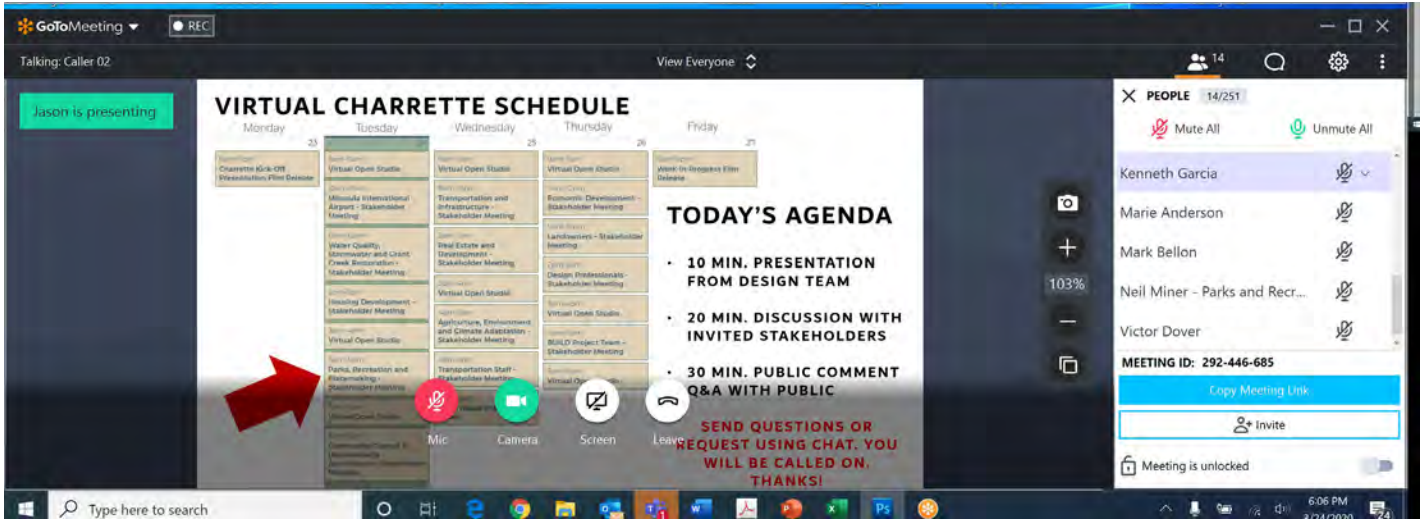 GoToMeeting
REC
Talking: Caller 02
View Everyone
14
Jason is presenting
VIRTUAL CHARRETTE SCHEDULE
Monday
Tuesday
Wednesday
Thursday
Friday
23
25
26
27
Charrette Kick-Off
Presentation Film Release
Virtual Open Studio
Missoula International
Airport - Stakeholder
Meeting
Water Quality,
Stormwater and Grant
Creek Restoration -
Stakeholder Meeting
Housing Development -
Stakeholder Meeting
Virtual Open Studio
Parks, Recreation and
Placemaking -
Stakeholder Meeting
Virtual Open Studio
Transportation and
Infrastructure -
Stakeholder Meeting
Real Estate and
Development -
Stakeholder Meeting
Virtual Open Studio
Agriculture, Environment
and Climate Adaptation -
Stakeholder Meeting
Transportation Staff -
Stakeholder Meeting
Virtual Open Studio
Economic Development -
Stakeholder Meeting
Landowners - Stakeholder
Meeting
Design Professionals -
Stakeholder Meeting
Virtual Open Studio
BUILD Project Team -
Stakeholder Meeting
Work-in-Progress Film
Release
TODAY'S AGENDA
• 10 MIN. PRESENTATION
FROM DESIGN TEAM
• 20 MIN. DISCUSSION WITH
INVITED STAKEHOLDERS
• 30 MIN. PUBLIC COMMENT
Q&A WITH PUBLIC
SEND QUESTIONS OR
REQUEST USING CHAT. YOU
WILL BE CALLED ON.
THANKS!
Mic
Camera
Screen
Leave
103%
PEOPLE 14/251
Mute All
Unmute All
Kenneth Garcia
Marie Anderson
Mark Bellon
Neil Miner - Parks and Recr...
Victor Dover
MEETING ID: 292-446-685
Copy Meeting Link
Invite
Meeting is unlocked
Type here to search
6:06 PM
3/24/2020
24